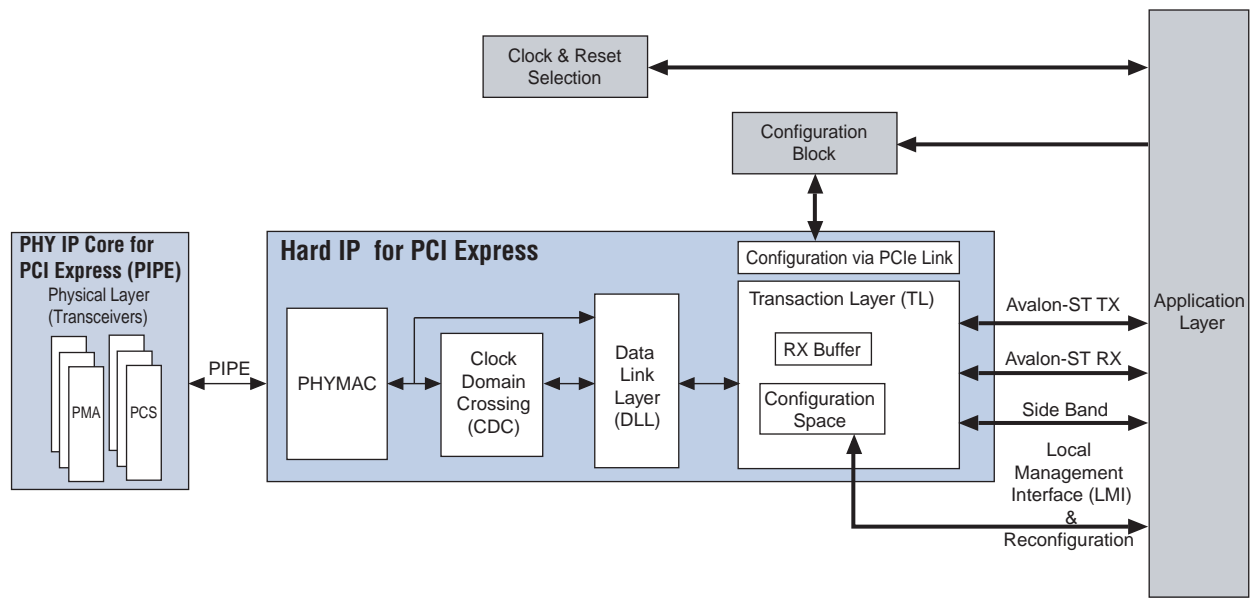 Clock & Reset
Selection
Configuration
Block
Application
Layer
PHY IP Core for
PCI Express (PIPE)
Physical Layer
(Transceivers)
PMA
PCS
PIPE
Hard IP for PCI Express
PHYMAC
Clock
Domain
Crossing
(CDC)
Data
Link
Layer
(DLL)
Configuration via PCIe Link
Transaction Layer (TL)
RX Buffer
Configuration
Space
Avalon-ST TX
Avalon-ST RX
Side Band
Local
Management
Interface (LMI)
&
Reconfiguration